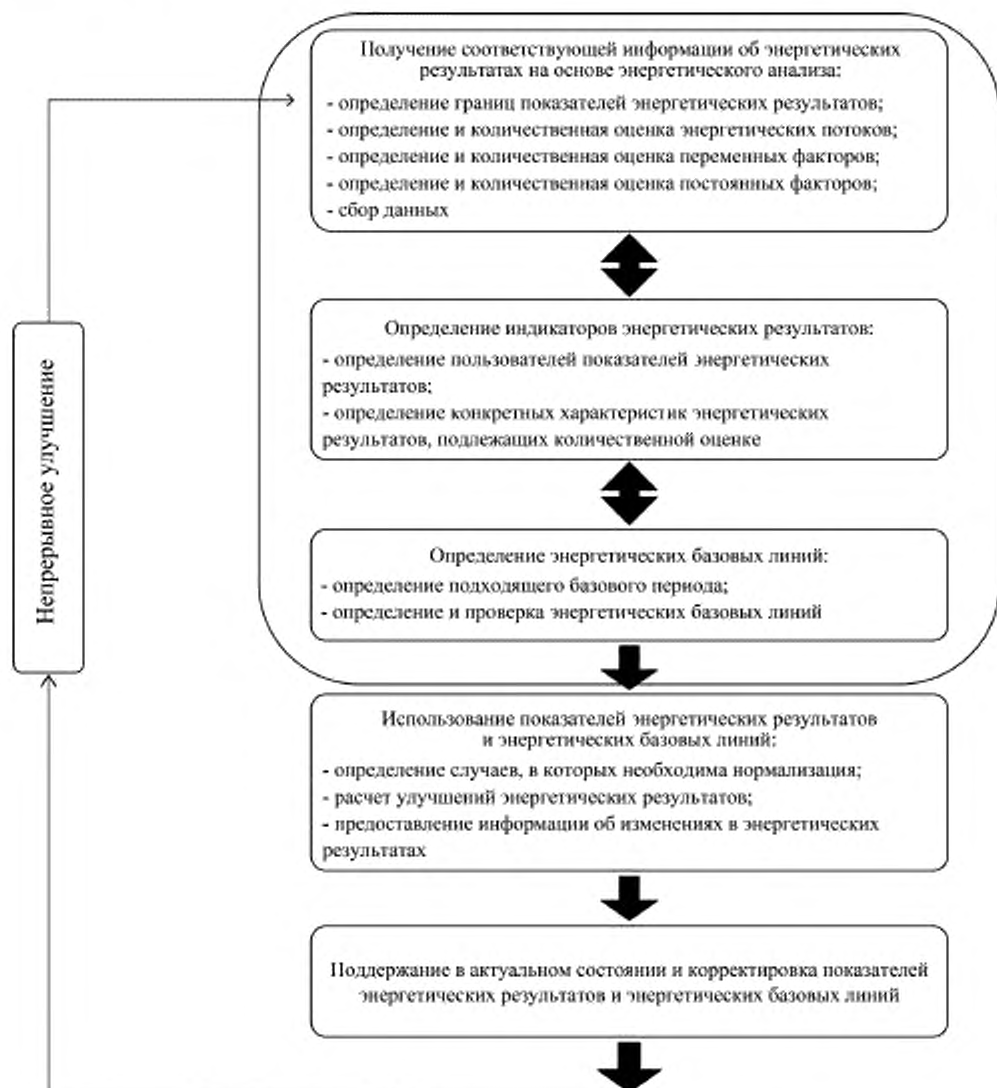 Получение соответствующей информации об энергетических
результатах на основе энергетического анализа:
- определение границ показателей энергетических результатов;
- определение и количественная оценка энергетических потоков;
- определение и количественная оценка переменных факторов;
- определение и количественная оценка постоянных факторов;
- сбор данных
Определение индикаторов энергетических результатов:
- определение пользователей показателей энергетических
результатов;
- определение конкретных характеристик энергетических
результатов, подлежащих количественной оценке
Непрерывное улучшение
Определение энергетических базовых линий:
- определение подходящего базового периода;
- определение и проверка энергетических базовых линий
Использование показателей энергетических результатов
и энергетических базовых линий:
- определение случаев, в которых необходима нормализация;
- расчет улучшений энергетических результатов;
- предоставление информации об изменениях в энергетических
результатах
Поддержание в актуальном состоянии и корректировка показателей
энергетических результатов и энергетических базовых линий